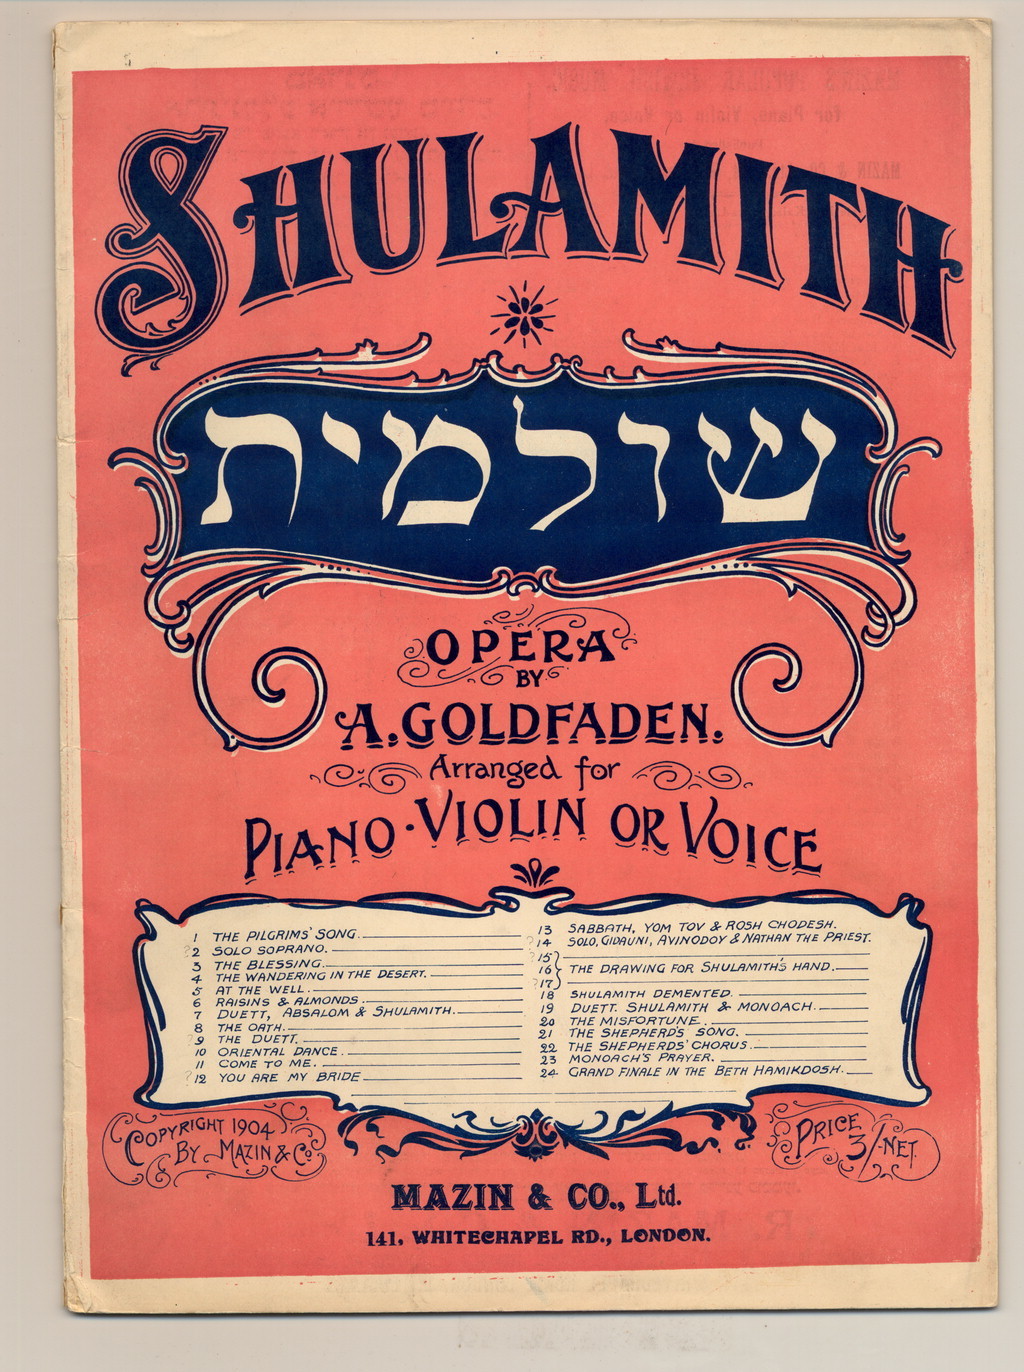 SHULAMITH
שולמית
OPERA
BY
A. GOLDFADEN.
Arranged for
PIANO · VIOLIN OR VOICE
1 THE PILGRIMS' SONG.
2 SOLO SOPRANO.
3 THE BLESSING.
4 THE WANDERING IN THE DESERT.
5 AT THE WELL.
6 RAISINS & ALMONDS.
7 DUETT, ABSALOM & SHULAMITH.
8 THE OATH.
9 THE DUETT.
10 ORIENTAL DANCE.
11 COME TO ME.
12 YOU ARE MY BRIDE
13 SABBATH, YOM TOV & ROSH CHODESH.
14 SOLO, GIDAUNI, AVINODOY & NATHAN THE PRIEST.
15
16 THE DRAWING FOR SHULAMITH'S HAND.
17
18 SHULAMITH DEMENTED.
19 DUETT. SHULAMITH & MONOACH.
20 THE MISFORTUNE.
21 THE SHEPHERD'S SONG.
22 THE SHEPHERDS' CHORUS.
23 MONOACH'S PRAYER.
24 GRAND FINALE IN THE BETH HAMIKDOSH.
COPYRIGHT 1904
BY MAZIN & Co.
PRICE
3/- NET.
MAZIN & CO., Ltd.
141, WHITECHAPEL RD., LONDON.